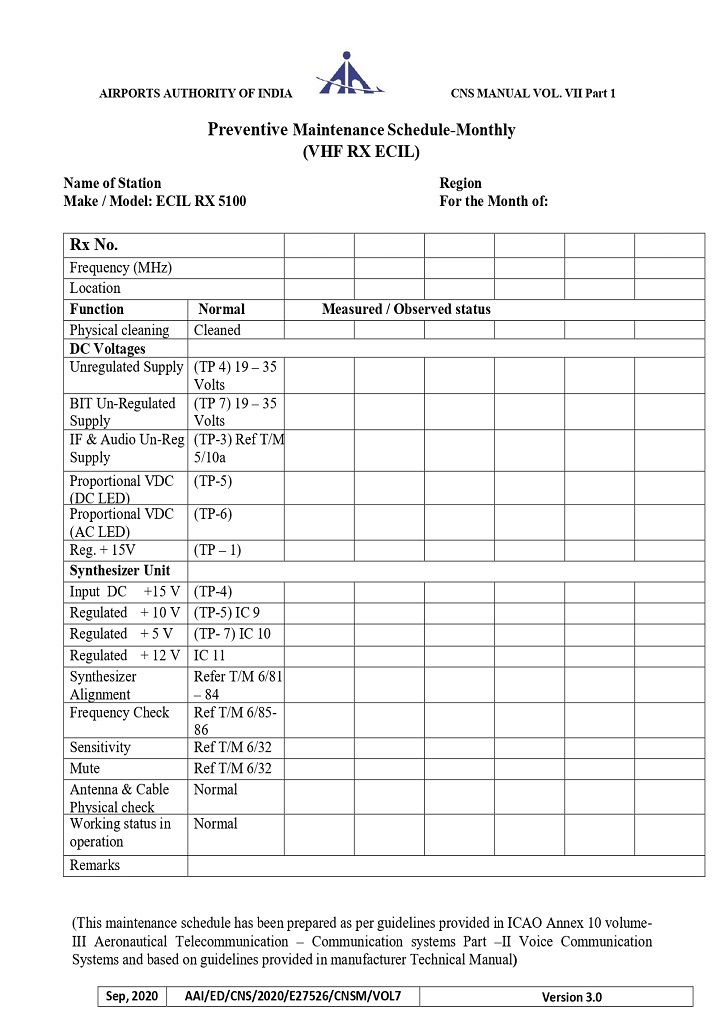 AIRPORTS AUTHORITY OF INDIA CNS MANUAL VOL. VII Part 1
Preventive Maintenance Schedule-Monthly
(VHF RX ECIL)
Name of Station Region
Make / Model: ECIL RX 5100 For the Month of:
Rx No.
Frequency (MHz)
Location
Function Normal Measured / Observed status
Physical cleaning Cleaned
DC Voltages
Unregulated Supply (TP 4) 19 – 35
Volts
BIT Un-Regulated (TP 7) 19 – 35
Supply Volts
IF & Audio Un-Reg (TP-3) Ref T/M
Supply 5/10a
Proportional VDC (TP-5)
(DC LED)
Proportional VDC (TP-6)
(AC LED)
Reg. + 15V (TP – 1)
Synthesizer Unit
Input DC +15 V (TP-4)
Regulated + 10 V (TP-5) IC 9
Regulated + 5 V (TP- 7) IC 10
Regulated + 12 V IC 11
Synthesizer Refer T/M 6/81
Alignment – 84
Frequency Check Ref T/M 6/85-
86
Sensitivity Ref T/M 6/32
Mute Ref T/M 6/32
Antenna & Cable Normal
Physical check
Working status in Normal
operation
Remarks
(This maintenance schedule has been prepared as per guidelines provided in ICAO Annex 10 volume-
III Aeronautical Telecommunication – Communication systems Part –II Voice Communication
Systems and based on guidelines provided in manufacturer Technical Manual)
Sep, 2020 AAI/ED/CNS/2020/E27526/CNSM/VOL7 Version 3.0